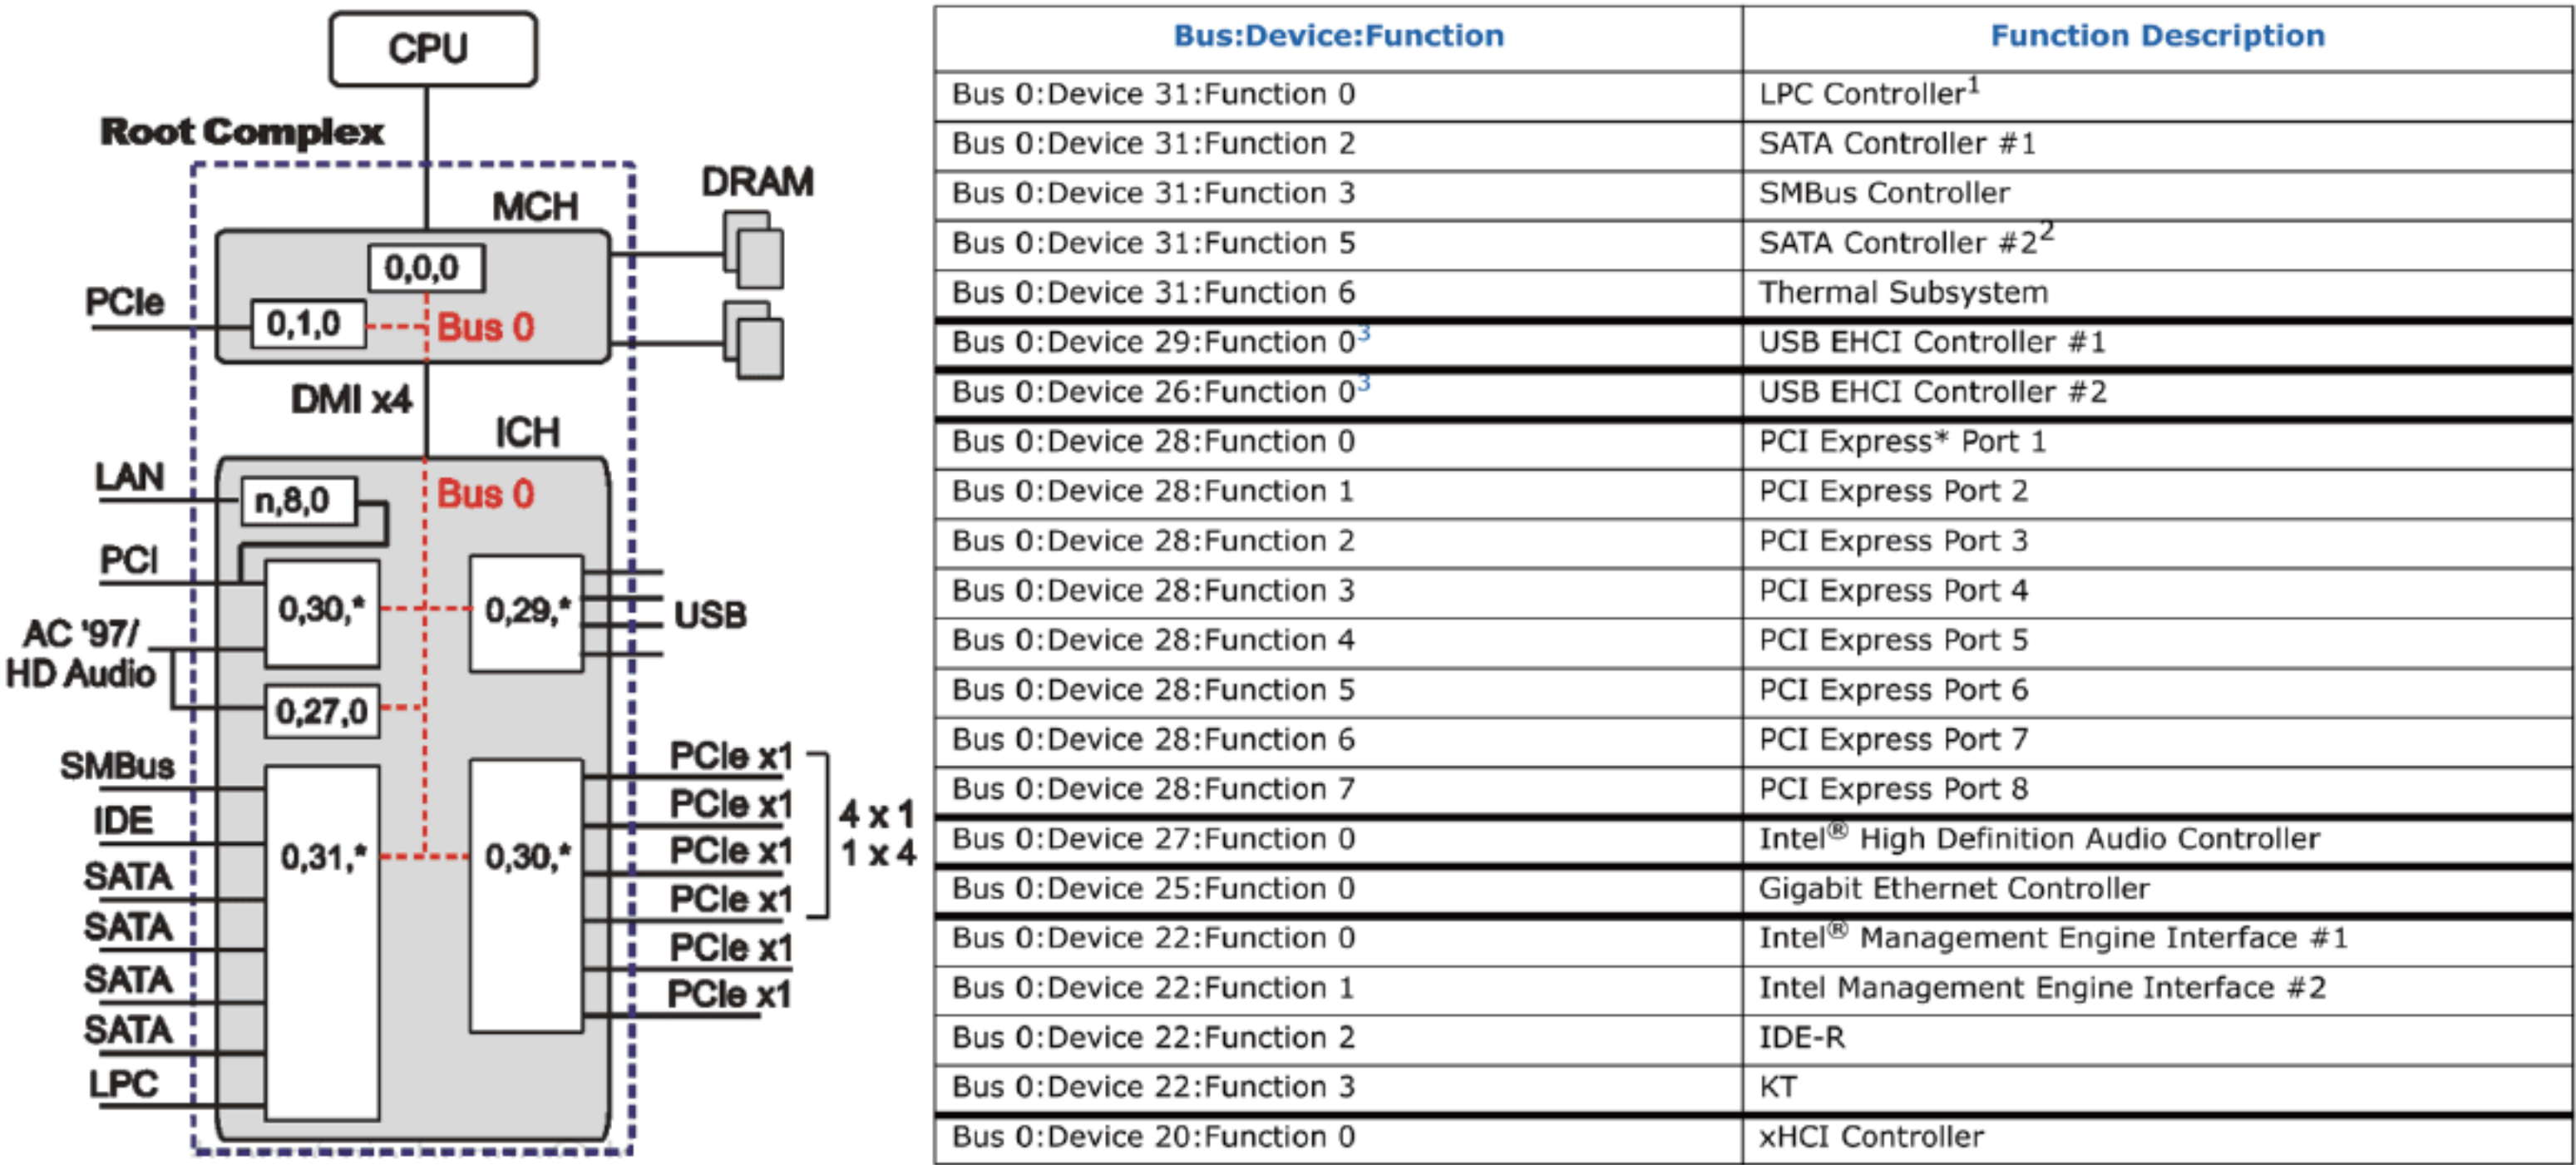 CPU
Root Complex
MCH
DRAM
0,0,0
PCIe
0,1,0
Bus 0
DMI x4
ICH
LAN
n,8,0
Bus 0
PCI
0,30,*
0,29,*
USB
AC '97/
HD Audio
0,27,0
SMBus
IDE
SATA
SATA
SATA
SATA
LPC
0,31,*
0,30,*
PCIe x1
PCIe x1
PCIe x1
PCIe x1
PCIe x1
PCIe x1
4 x 1
1 x 4
Bus:Device:Function Function Description
Bus 0:Device 31:Function 0 LPC Controller1
Bus 0:Device 31:Function 2 SATA Controller #1
Bus 0:Device 31:Function 3 SMBus Controller
Bus 0:Device 31:Function 5 SATA Controller #22
Bus 0:Device 31:Function 6 Thermal Subsystem
Bus 0:Device 29:Function 03 USB EHCI Controller #1
Bus 0:Device 26:Function 03 USB EHCI Controller #2
Bus 0:Device 28:Function 0 PCI Express* Port 1
Bus 0:Device 28:Function 1 PCI Express Port 2
Bus 0:Device 28:Function 2 PCI Express Port 3
Bus 0:Device 28:Function 3 PCI Express Port 4
Bus 0:Device 28:Function 4 PCI Express Port 5
Bus 0:Device 28:Function 5 PCI Express Port 6
Bus 0:Device 28:Function 6 PCI Express Port 7
Bus 0:Device 28:Function 7 PCI Express Port 8
Bus 0:Device 27:Function 0 Intel® High Definition Audio Controller
Bus 0:Device 25:Function 0 Gigabit Ethernet Controller
Bus 0:Device 22:Function 0 Intel® Management Engine Interface #1
Bus 0:Device 22:Function 1 Intel Management Engine Interface #2
Bus 0:Device 22:Function 2 IDE-R
Bus 0:Device 22:Function 3 KT
Bus 0:Device 20:Function 0 xHCI Controller